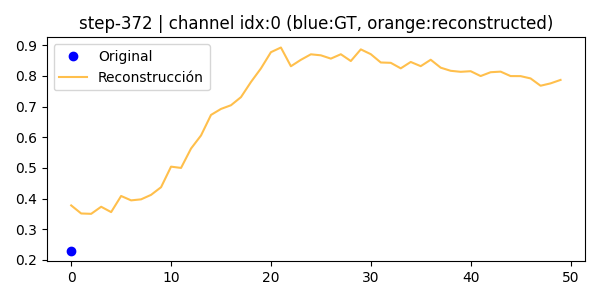 step-372 | channel idx:0 (blue:GT, orange:reconstructed)
Original
Reconstrucción
0.9
0.8
0.7
0.6
0.5
0.4
0.3
0.2
0 10 20 30 40 50